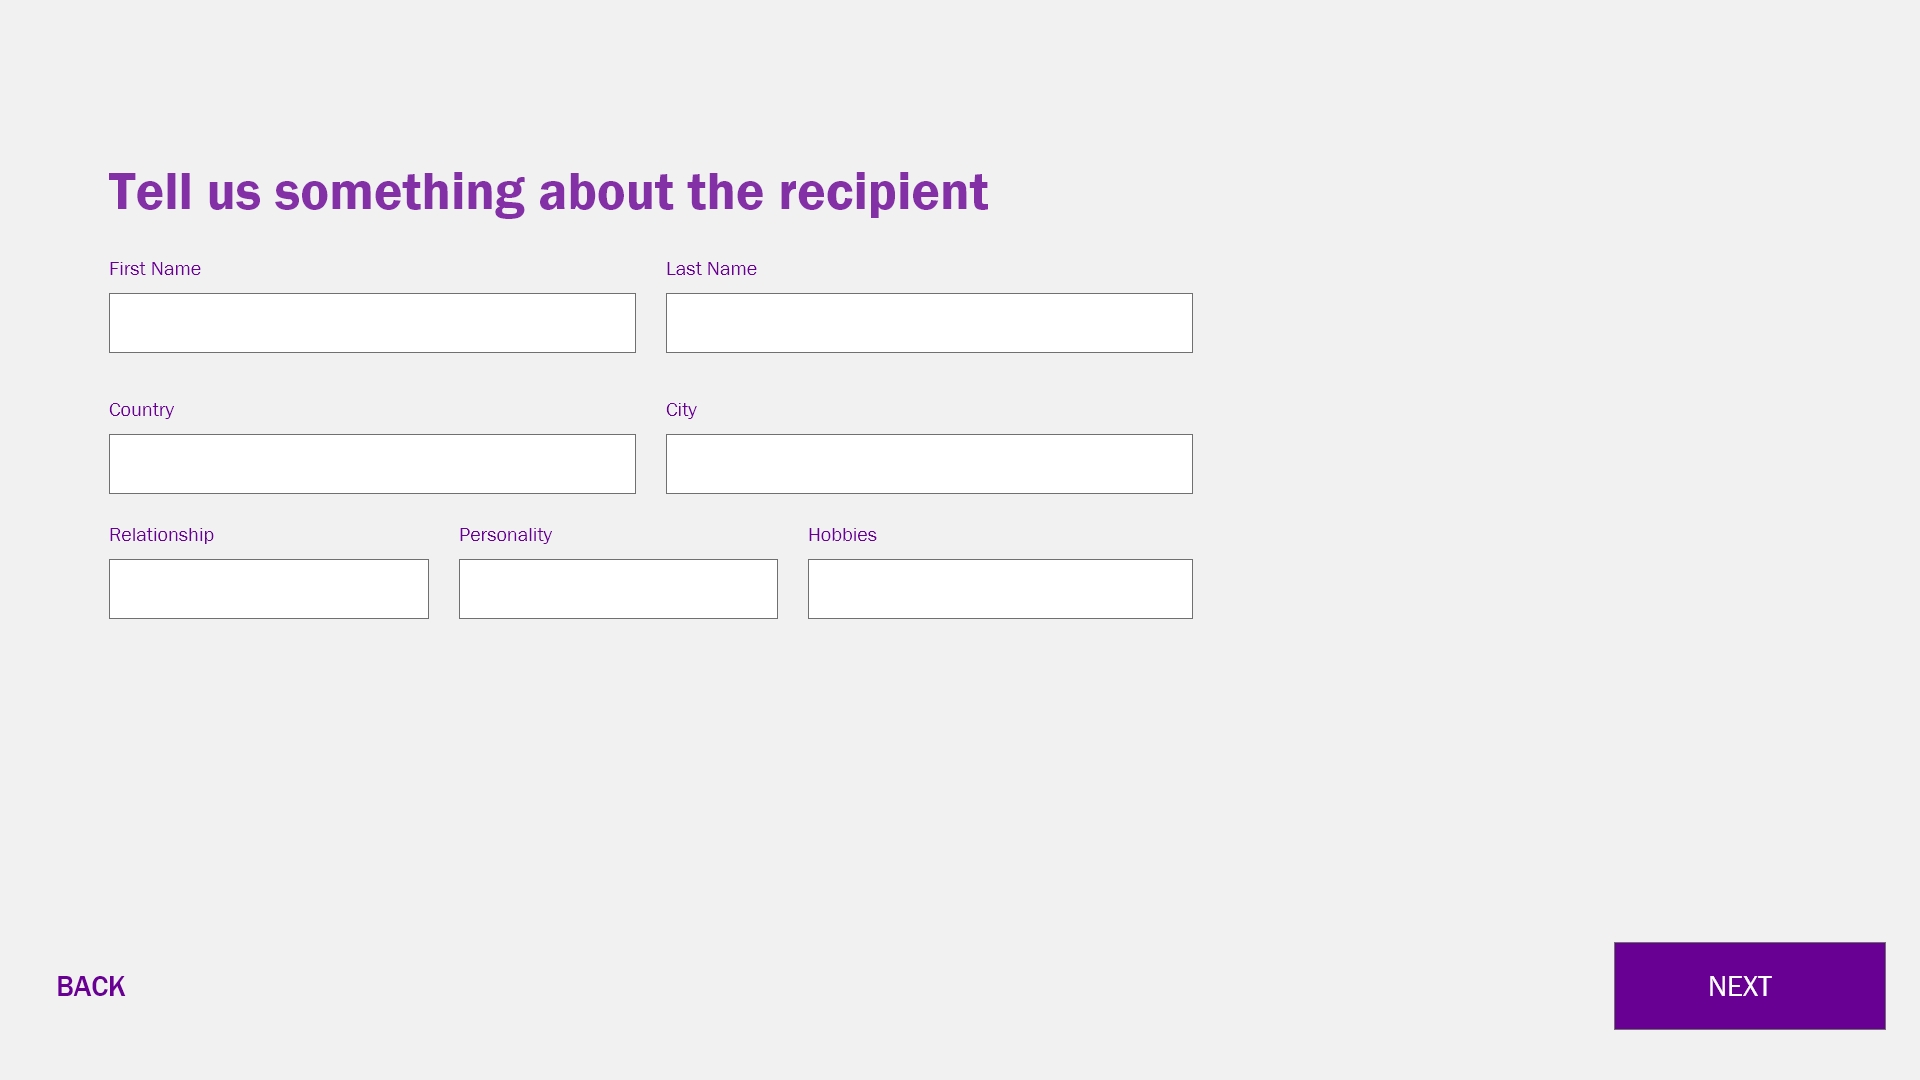 Tell us something about the recipient
First Name
Last Name
Country
City
Relationship
Personality
Hobbies
BACK
NEXT